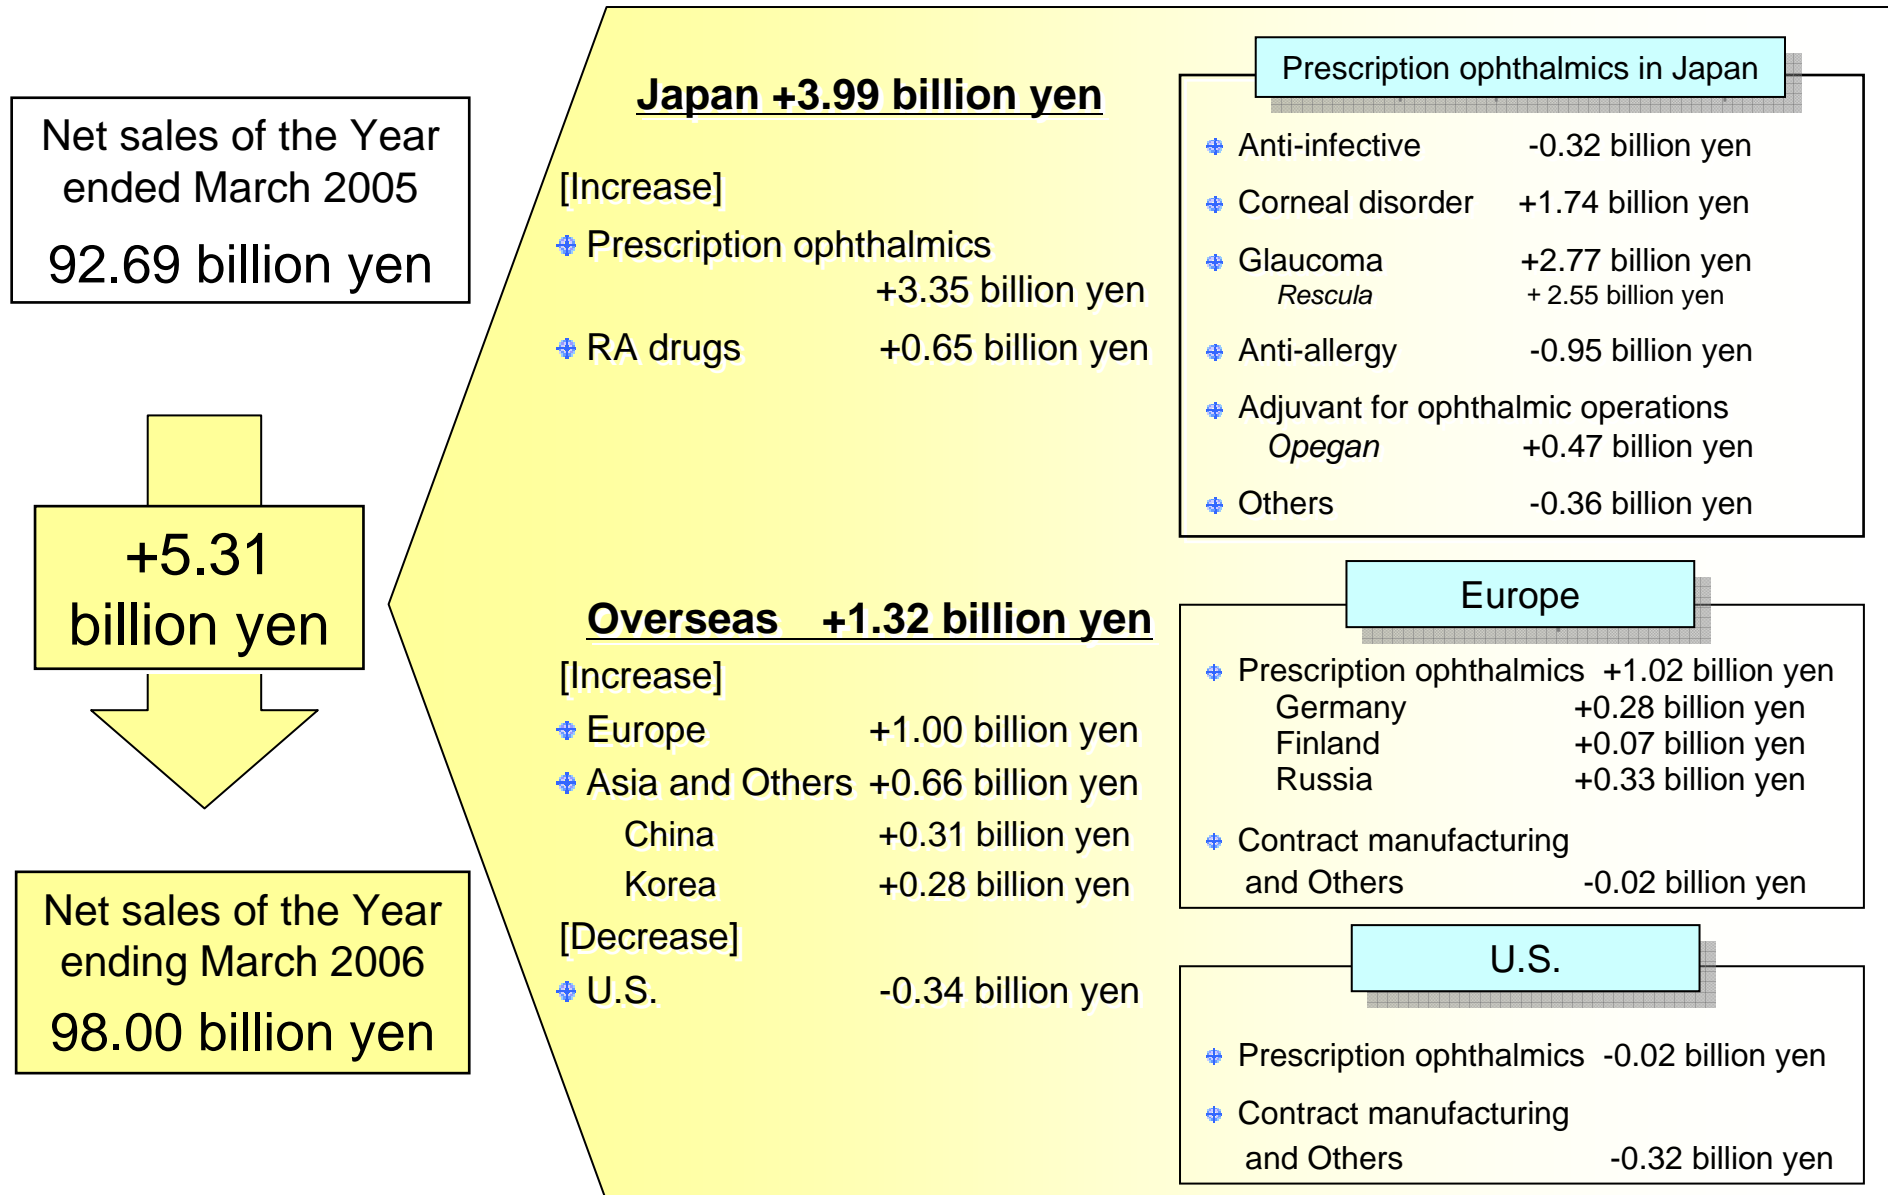 Net sales of the Year
ended March 2005
92.69 billion yen
+5.31
billion yen
Net sales of the Year
ending March 2006
98.00 billion yen
Japan +3.99 billion yen
[Increase]
Prescription ophthalmics
+3.35 billion yen
RA drugs +0.65 billion yen
Overseas +1.32 billion yen
[Increase]
Europe +1.00 billion yen
Asia and Others +0.66 billion yen
China +0.31 billion yen
Korea +0.28 billion yen
[Decrease]
U.S. -0.34 billion yen
Prescription ophthalmics in Japan
Anti-infective -0.32 billion yen
Corneal disorder +1.74 billion yen
Glaucoma +2.77 billion yen
Rescula + 2.55 billion yen
Anti-allergy -0.95 billion yen
Adjuvant for ophthalmic operations
Opegan +0.47 billion yen
Others -0.36 billion yen
Europe
Prescription ophthalmics +1.02 billion yen
Germany +0.28 billion yen
Finland +0.07 billion yen
Russia +0.33 billion yen
Contract manufacturing
and Others -0.02 billion yen
U.S.
Prescription ophthalmics -0.02 billion yen
Contract manufacturing
and Others -0.32 billion yen